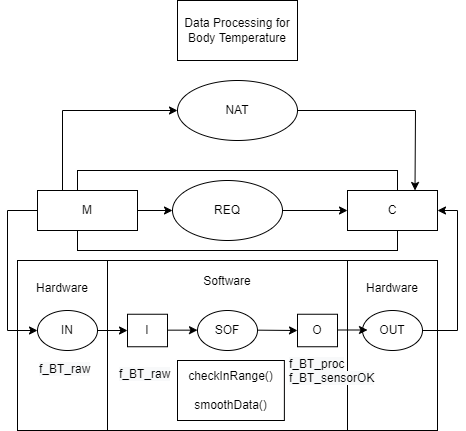 Data Processing for
Body Temperature
NAT
M
REQ
C
Hardware
Software
Hardware
IN
I
SOF
O
OUT
f_BT_raw
f_BT_raw
f_BT_proc
f_BT_sensorOK
checkInRange()
smoothData()